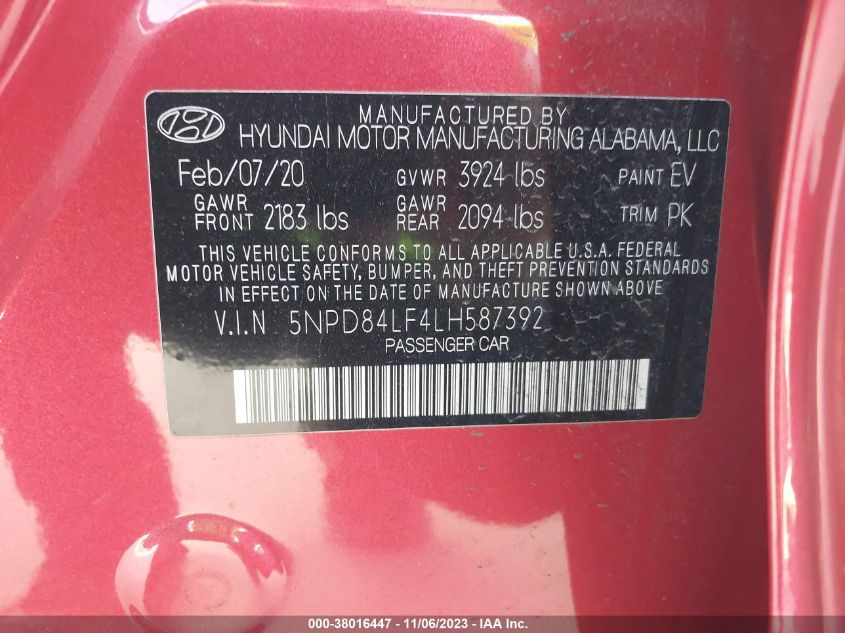 MANUFACTURED BY
HYUNDAI MOTOR MANUFACTURING ALABAMA, LLC
Feb/07/20 GVWR 3924 lbs PAINT EV
GAWR FRONT 2183 lbs GAWR REAR 2094 lbs TRIM PK
THIS VEHICLE CONFORMS TO ALL APPLICABLE U.S.A. FEDERAL
MOTOR VEHICLE SAFETY, BUMPER, AND THEFT PREVENTION STANDARDS
IN EFFECT ON THE DATE OF MANUFACTURE SHOWN ABOVE
V.I.N 5NPD84LF4LH587392
PASSENGER CAR
000-38016447 - 11/06/2023 - IAA Inc.